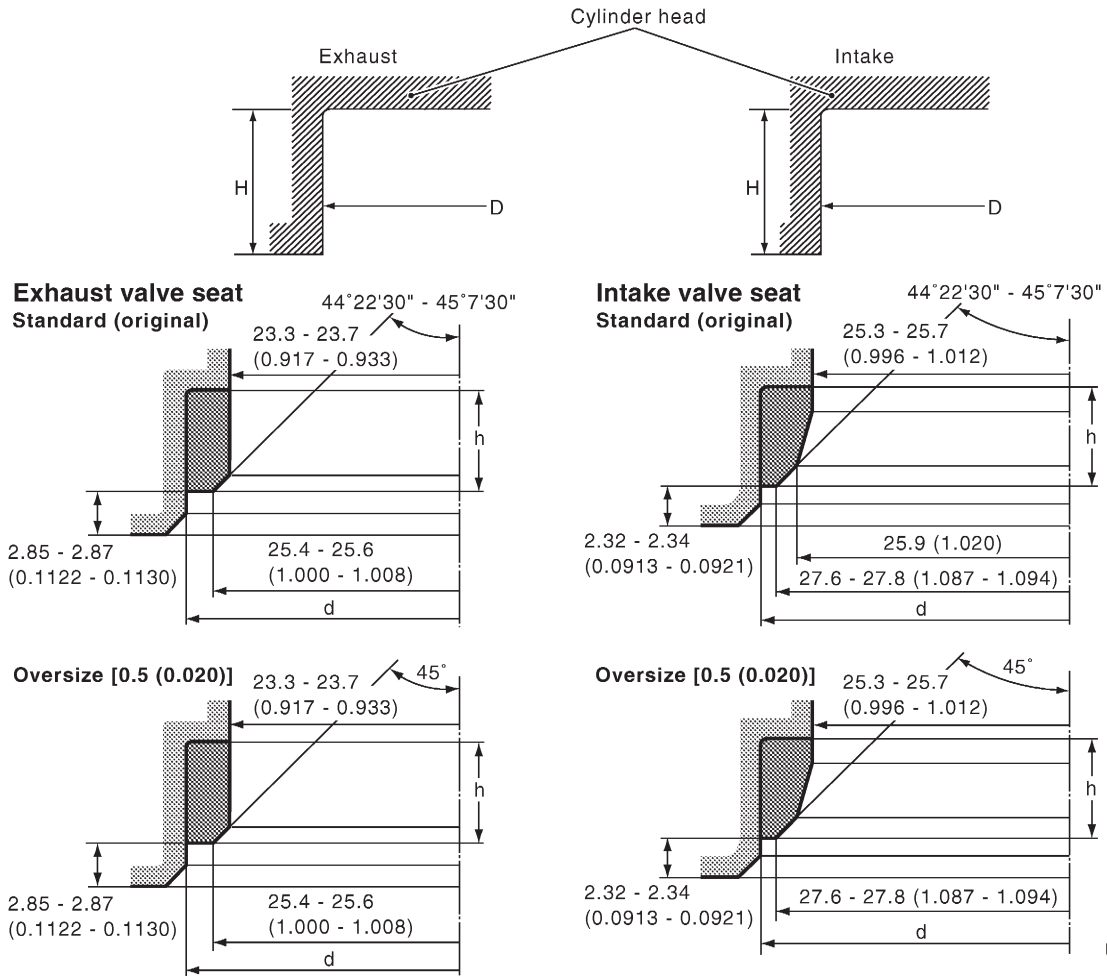 Cylinder head
Exhaust
Intake
H
D
H
D
Exhaust valve seat
Standard (original)
44°22'30" - 45°7'30"
23.3 - 23.7
(0.917 - 0.933)
h
2.85 - 2.87
(0.1122 - 0.1130)
25.4 - 25.6
(1.000 - 1.008)
d
Intake valve seat
Standard (original)
44°22'30" - 45°7'30"
25.3 - 25.7
(0.996 - 1.012)
h
2.32 - 2.34
(0.0913 - 0.0921)
25.9 (1.020)
27.6 - 27.8 (1.087 - 1.094)
d
Oversize [0.5 (0.020)]
45°
23.3 - 23.7
(0.917 - 0.933)
h
2.85 - 2.87
(0.1122 - 0.1130)
25.4 - 25.6
(1.000 - 1.008)
d
Oversize [0.5 (0.020)]
45°
25.3 - 25.7
(0.996 - 1.012)
h
2.32 - 2.34
(0.0913 - 0.0921)
27.6 - 27.8 (1.087 - 1.094)
d